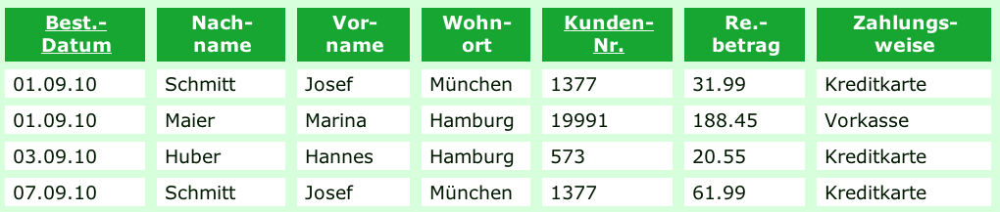 Best.-Datum Nach-name Vor-name Wohn-ort Kunden-Nr. Re.-betrag Zahlungs-weise
01.09.10 Schmitt Josef München 1377 31.99 Kreditkarte
01.09.10 Maier Marina Hamburg 19991 188.45 Vorkasse
03.09.10 Huber Hannes Hamburg 573 20.55 Kreditkarte
07.09.10 Schmitt Josef München 1377 61.99 Kreditkarte